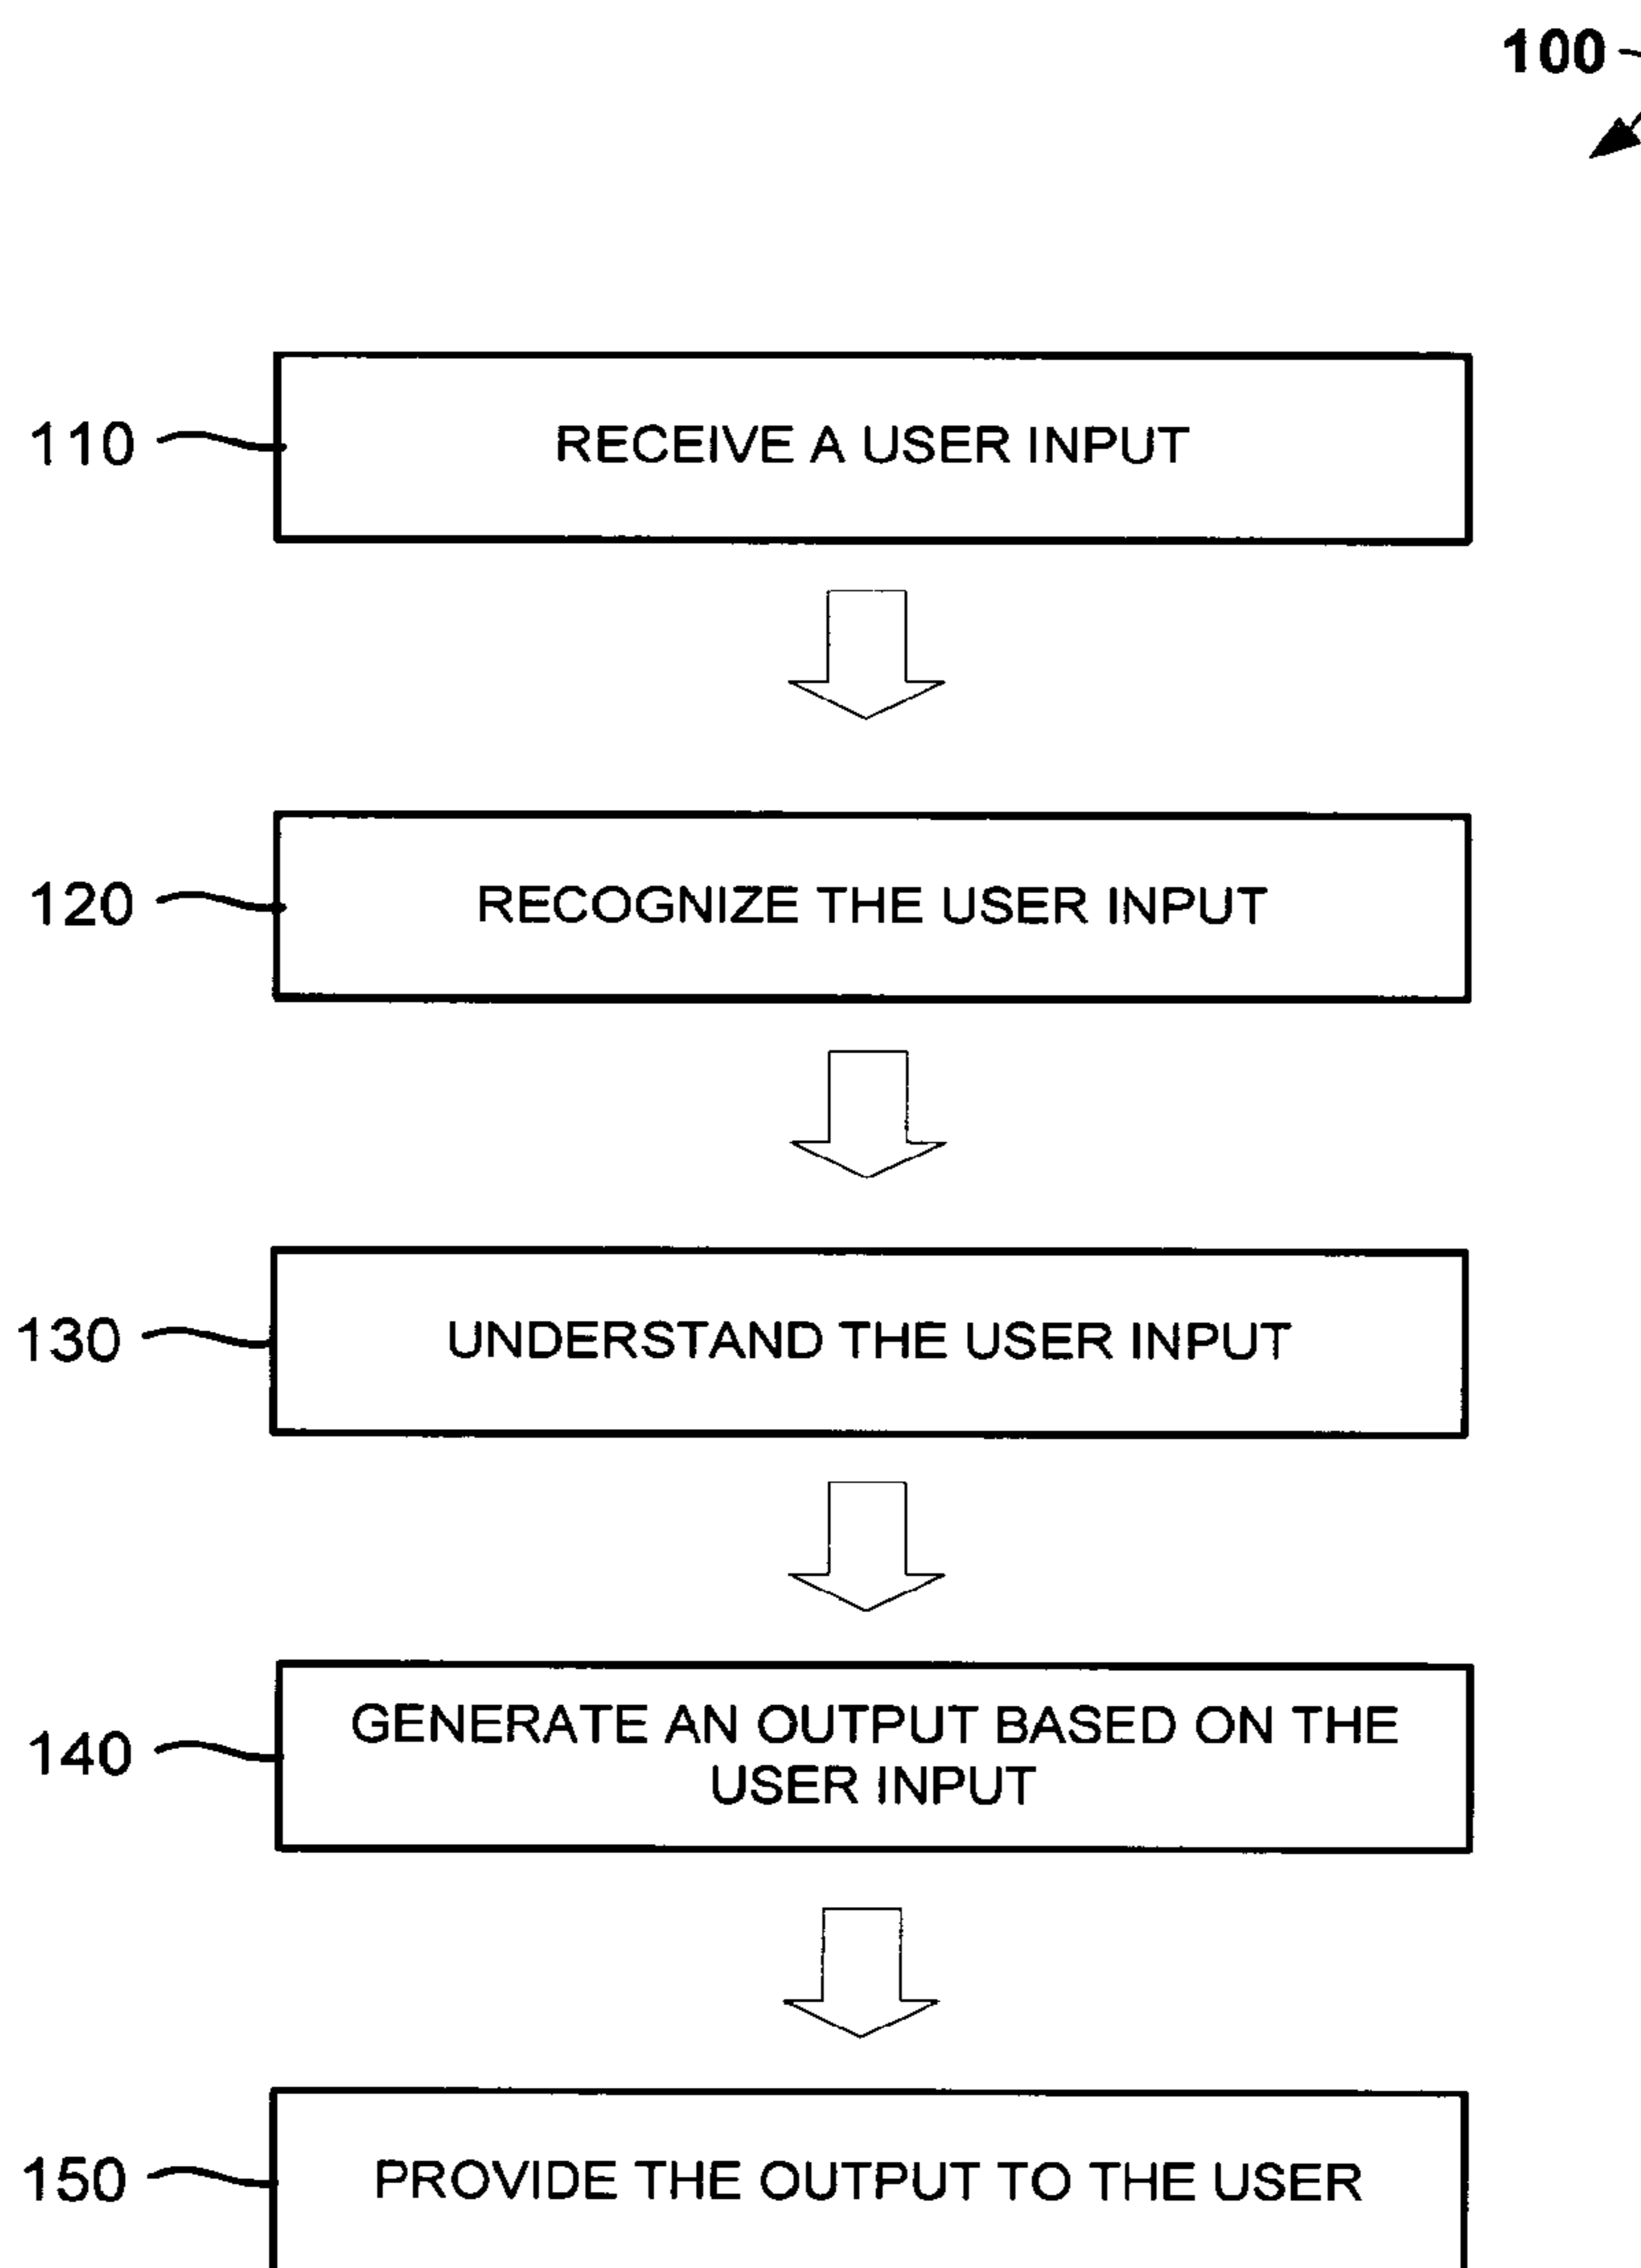 100
110
RECEIVE A USER INPUT
120
RECOGNIZE THE USER INPUT
130
UNDERSTAND THE USER INPUT
140
GENERATE AN OUTPUT BASED ON THE
USER INPUT
150
PROVIDE THE OUTPUT TO THE USER